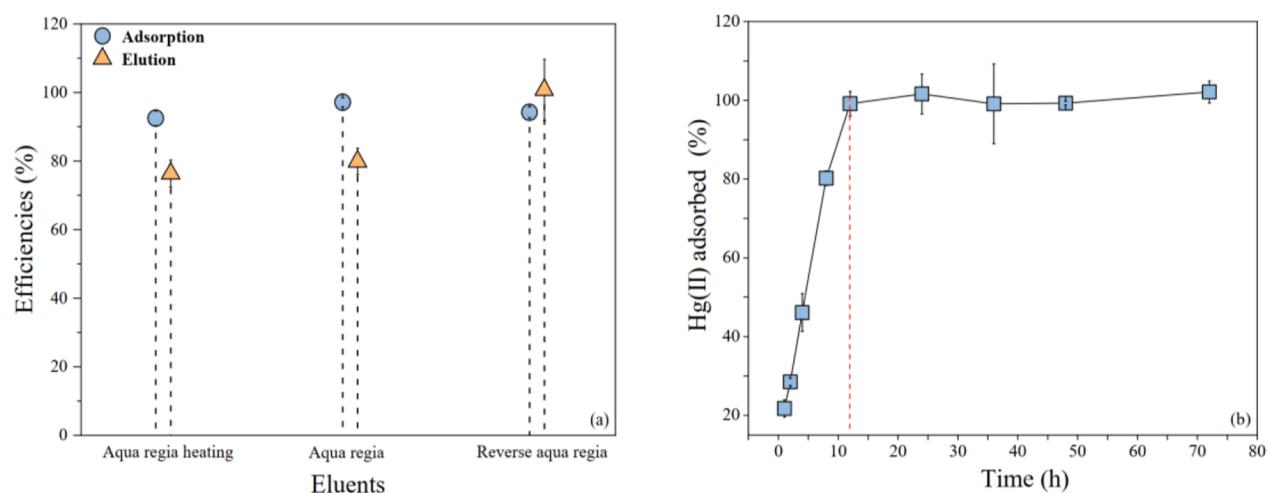 120
100
80
60
40
20
0
Efficiencies (%)
Adsorption
Elution
(a)
Aqua regia heating
Aqua regia
Reverse aqua regia
Eluents
120
100
80
60
40
20
Hg(II) adsorbed (%)
(b)
0 10 20 30 40 50 60 70 80
Time (h)